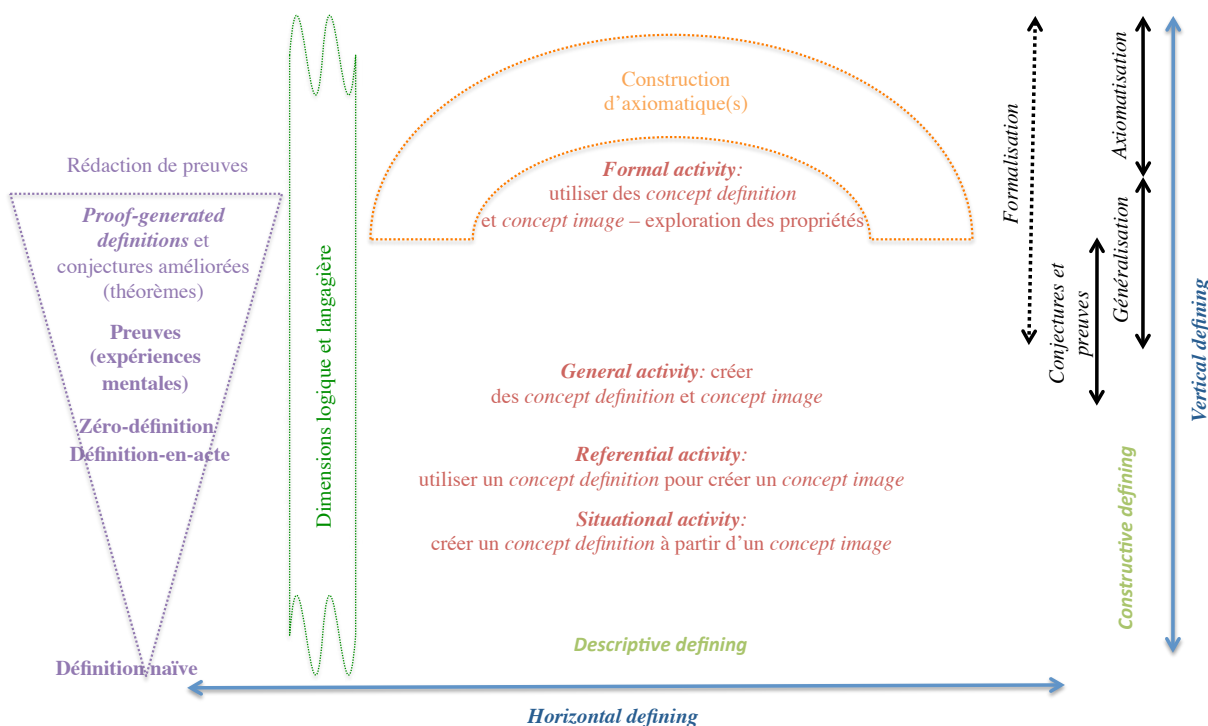 Rédaction de preuves
Proof-generated
definitions et
conjectures améliorées
(théorèmes)
Preuves
(expériences
mentales)
Zéro-définition
Définition-en-acte
Définition naïve
Dimensions logique et langagière
Construction
d’axiomatique(s)
Formal activity:
utiliser des concept definition
et concept image – exploration des propriétés
General activity: créer
des concept definition et concept image
Referential activity:
utiliser un concept definition pour créer un concept image
Situational activity:
créer un concept definition à partir d’un concept image
Descriptive defining
Horizontal defining
Formalisation
Conjectures et
preuves
Axiomatisation
Généralisation
Constructive defining
Vertical defining